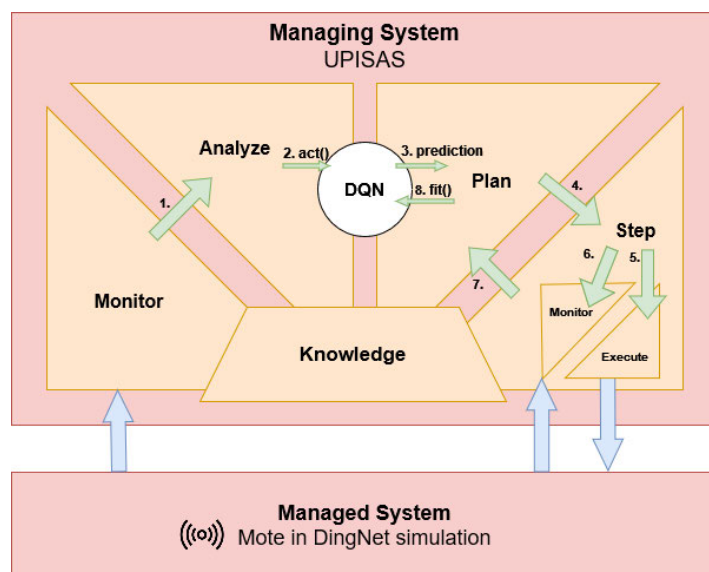 Managing System
UPISAS
Analyze
2. act()
3. prediction
DQN
8. fit()
Plan
4.
1.
Step
6.
5.
7.
Monitor
Monitor
Knowledge
Execute
Managed System
Mote in DingNet simulation